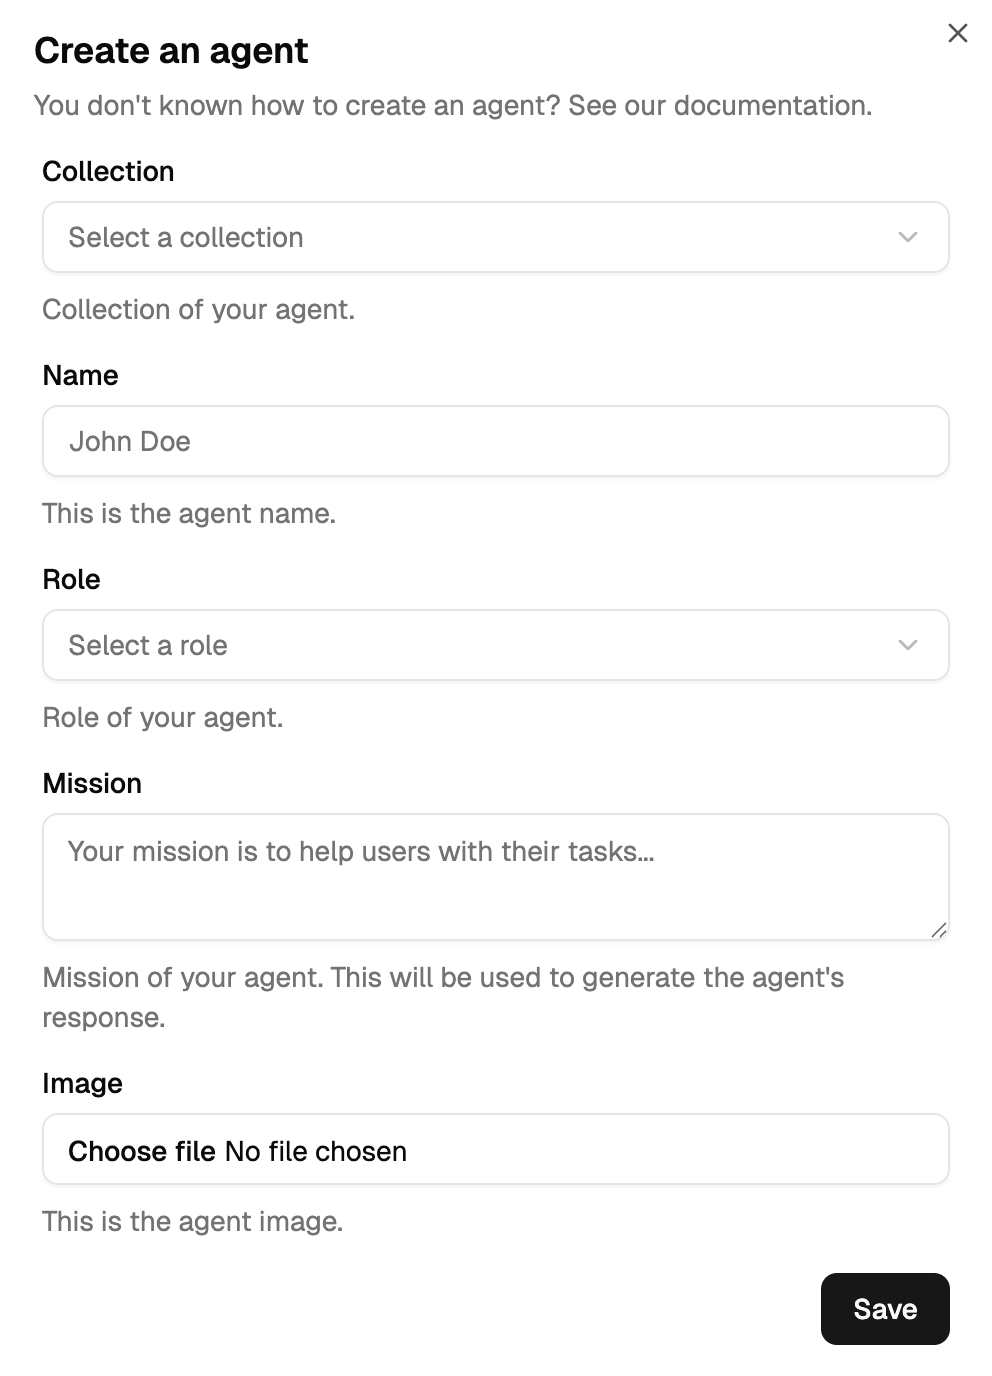 Create an agent
You don't known how to create an agent? See our documentation.
Collection
Select a collection
Collection of your agent.
Name
John Doe
This is the agent name.
Role
Select a role
Role of your agent.
Mission
Your mission is to help users with their tasks...
Mission of your agent. This will be used to generate the agent's
response.
Image
Choose file No file chosen
This is the agent image.
Save